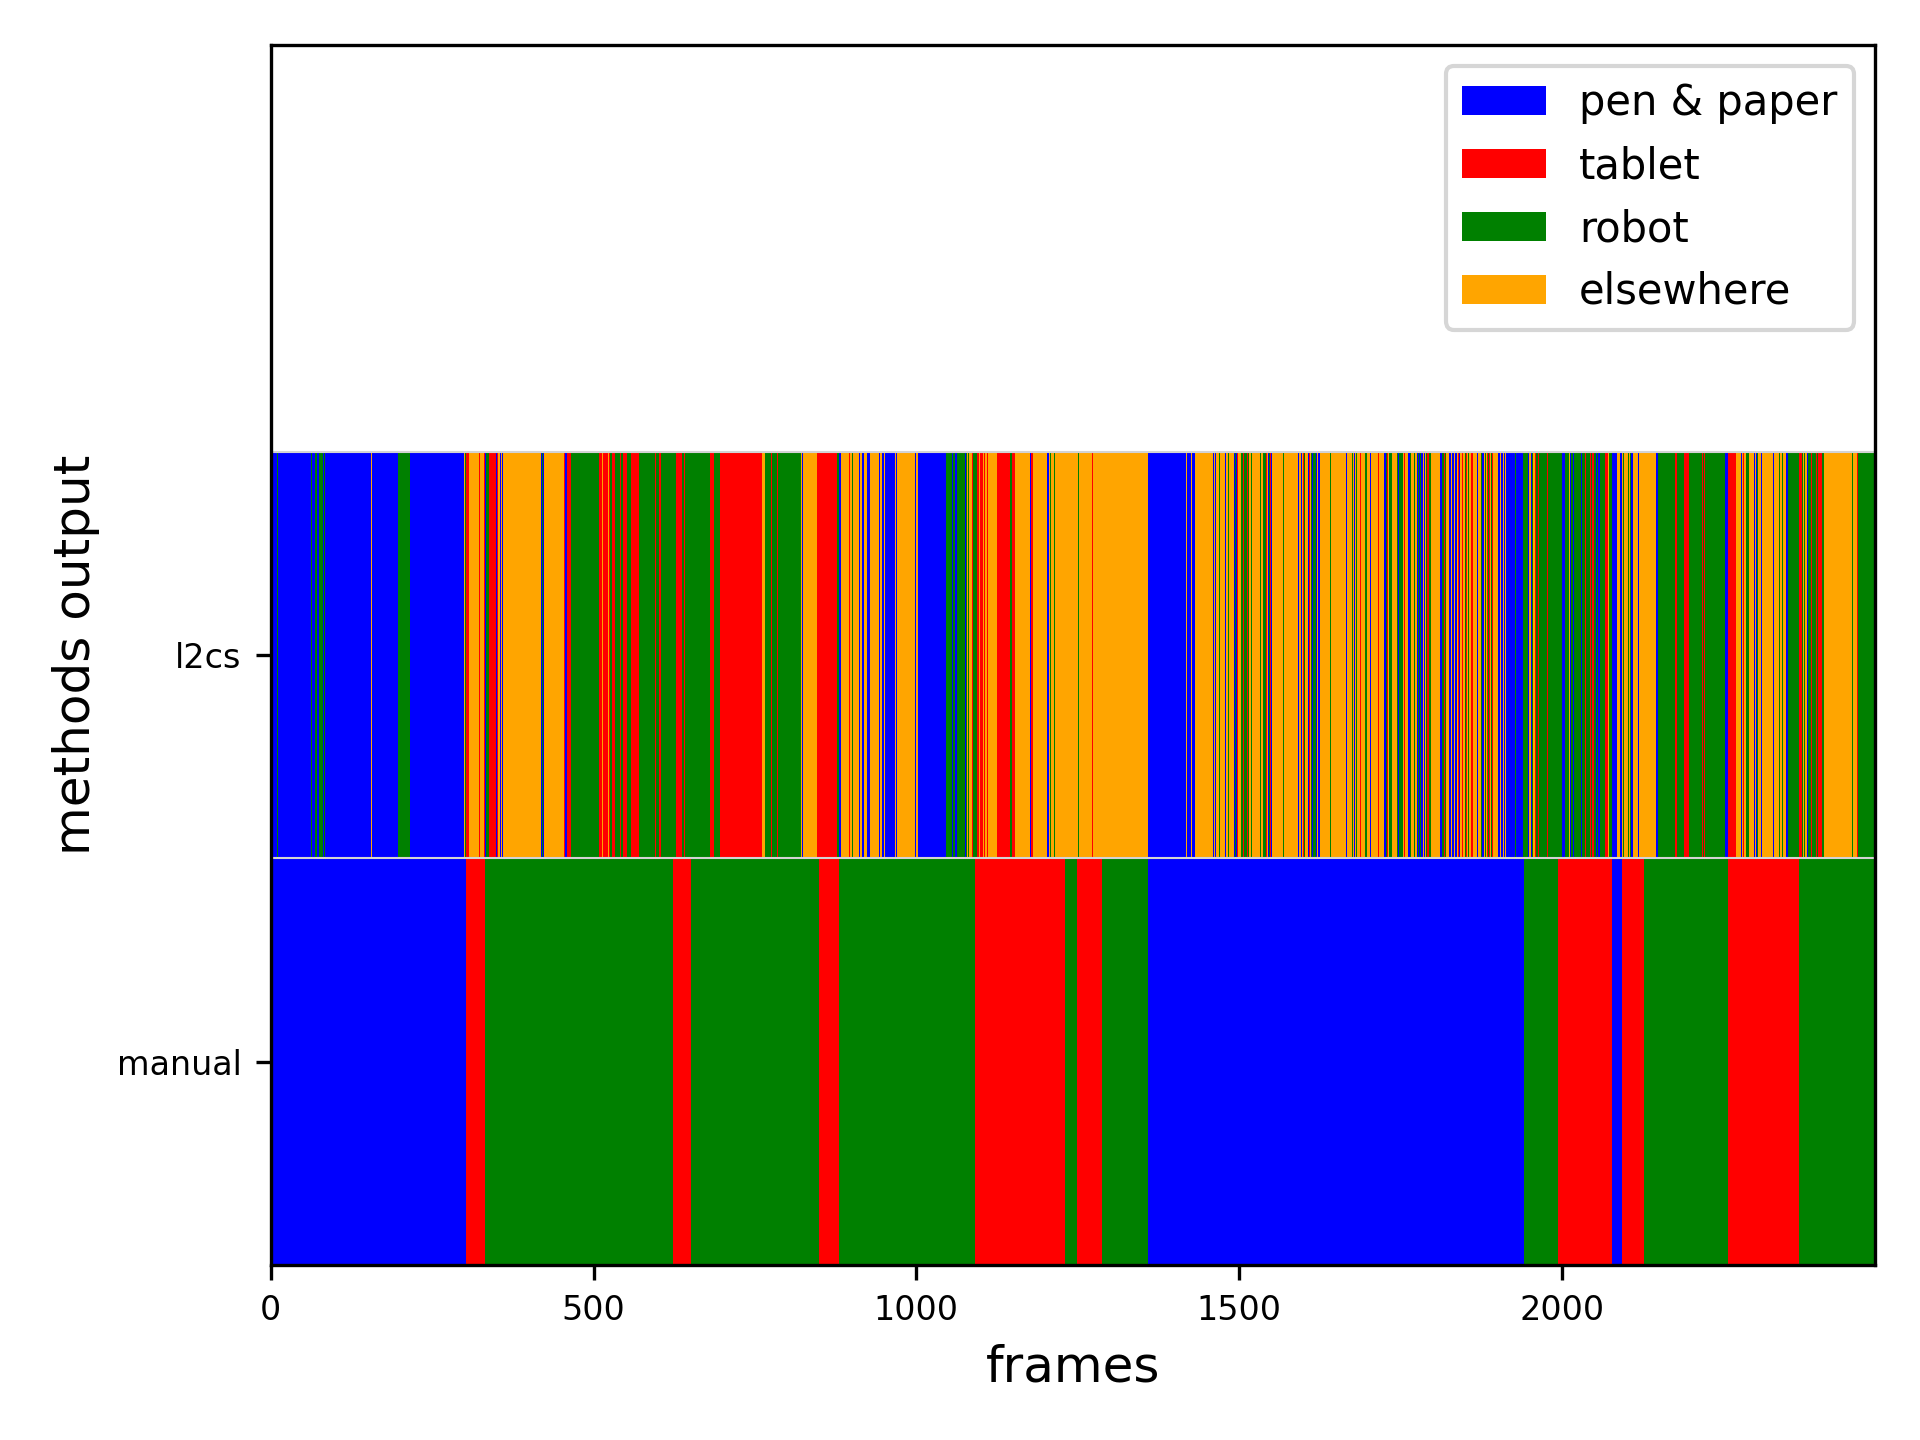 pen & paper
tablet
robot
elsewhere
methods output
l2cs
manual
0 500 1000 1500 2000
frames